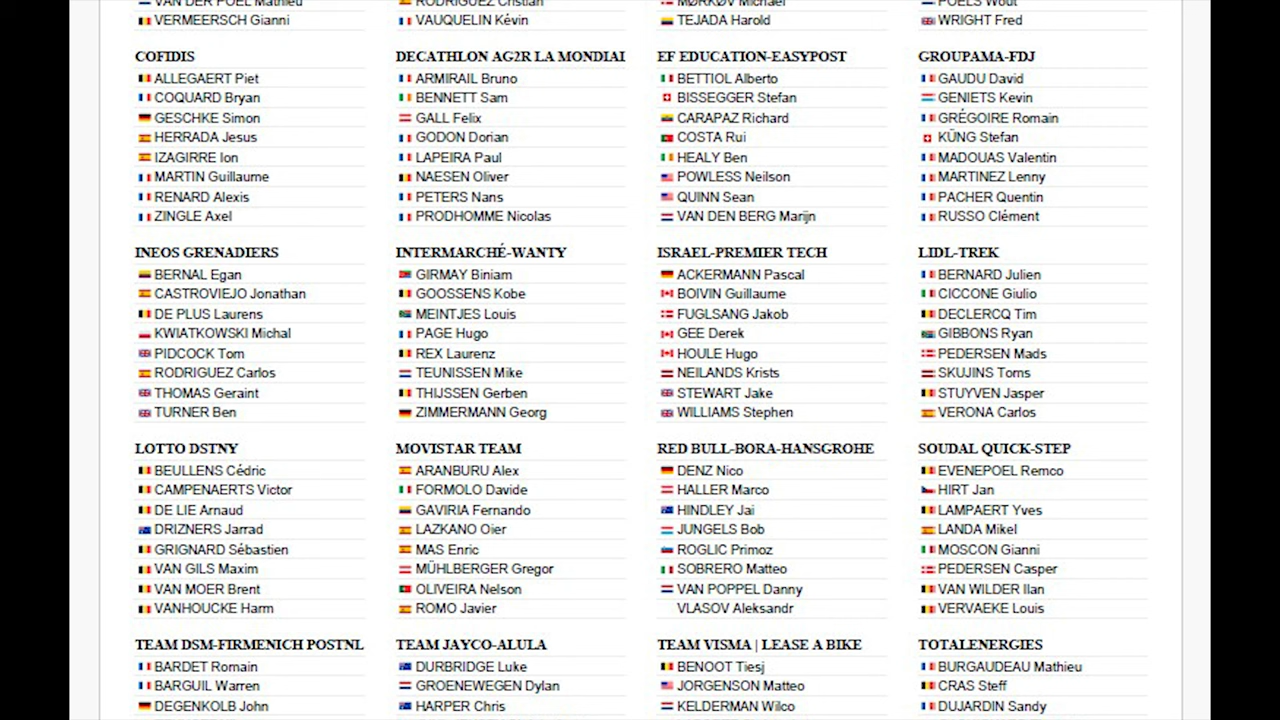 VAN DER POEL Mathieu
VERMEERSCH Gianni
RODRIGUEZ Cristian
VAUQUELIN Kévin
MØRKØV Michael
TEJADA Harold
POELS Wout
WRIGHT Fred
COFIDIS
ALLEGAERT Piet
COQUARD Bryan
GESCHKE Simon
HERRADA Jesus
IZAGIRRE Ion
MARTIN Guillaume
RENARD Alexis
ZINGLE Axel
DECATHLON AG2R LA MONDIAL
ARMIRAIL Bruno
BENNETT Sam
GALL Felix
GODON Dorian
LAPEIRA Paul
NAESEN Oliver
PETERS Nans
PRODHOMME Nicolas
EF EDUCATION-EASYPOST
BETTIOL Alberto
BISSEGGER Stefan
CARAPAZ Richard
COSTA Rui
HEALY Ben
POWLESS Neilson
QUINN Sean
VAN DEN BERG Marijn
GROUPAMA-FDJ
GAUDU David
GENIETS Kevin
GRÉGOIRE Romain
KÜNG Stefan
MADOUAS Valentin
MARTINEZ Lenny
PACHER Quentin
RUSSO Clément
INEOS GRENADIERS
BERNAL Egan
CASTROVIEJO Jonathan
DE PLUS Laurens
KWIATKOWSKI Michal
PIDCOCK Tom
RODRIGUEZ Carlos
THOMAS Geraint
TURNER Ben
INTERMARCHÉ-WANTY
GIRMAY Biniam
GOOSSENS Kobe
MEINTJES Louis
PAGE Hugo
REX Laurenz
TEUNISSEN Mike
THIJSSEN Gerben
ZIMMERMANN Georg
ISRAEL-PREMIER TECH
ACKERMANN Pascal
BOIVIN Guillaume
FUGLSANG Jakob
GEE Derek
HOULE Hugo
NEILANDS Krists
STEWART Jake
WILLIAMS Stephen
LIDL-TREK
BERNARD Julien
CICCONE Giulio
DECLERCQ Tim
GIBBONS Ryan
PEDERSEN Mads
SKUJINS Toms
STUYVEN Jasper
VERONA Carlos
LOTTO DSTNY
BEULLENS Cédric
CAMPENAERTS Victor
DE LIE Arnaud
DRIZNERS Jarrad
GRIGNARD Sébastien
VAN GILS Maxim
VAN MOER Brent
VANHOUCKE Harm
MOVISTAR TEAM
ARANBURU Alex
FORMOLO Davide
GAVIRIA Fernando
LAZKANO Oier
MAS Enric
MÜHLBERGER Gregor
OLIVEIRA Nelson
ROMO Javier
RED BULL-BORA-HANSGROHE
DENZ Nico
HALLER Marco
HINDLEY Jai
JUNGELS Bob
ROGLIC Primoz
SOBRERO Matteo
VAN POPPEL Danny
VLASOV Aleksandr
SOUDAL QUICK-STEP
EVENEPOEL Remco
HIRT Jan
LAMPAERT Yves
LANDA Mikel
MOSCON Gianni
PEDERSEN Casper
VAN WILDER Ilan
VERVAEKE Louis
TEAM DSM-FIRMENICH POSTNL
BARDET Romain
BARGUIL Warren
DEGENKOLB John
TEAM JAYCO-ALULA
DURBRIDGE Luke
GROENEWEGEN Dylan
HARPER Chris
TEAM VISMA | LEASE A BIKE
BENOOT Tiesj
JORGENSON Matteo
KELDERMAN Wilco
TOTALENERGIES
BURGAUDEAU Mathieu
CRAS Steff
DUJARDIN Sandy